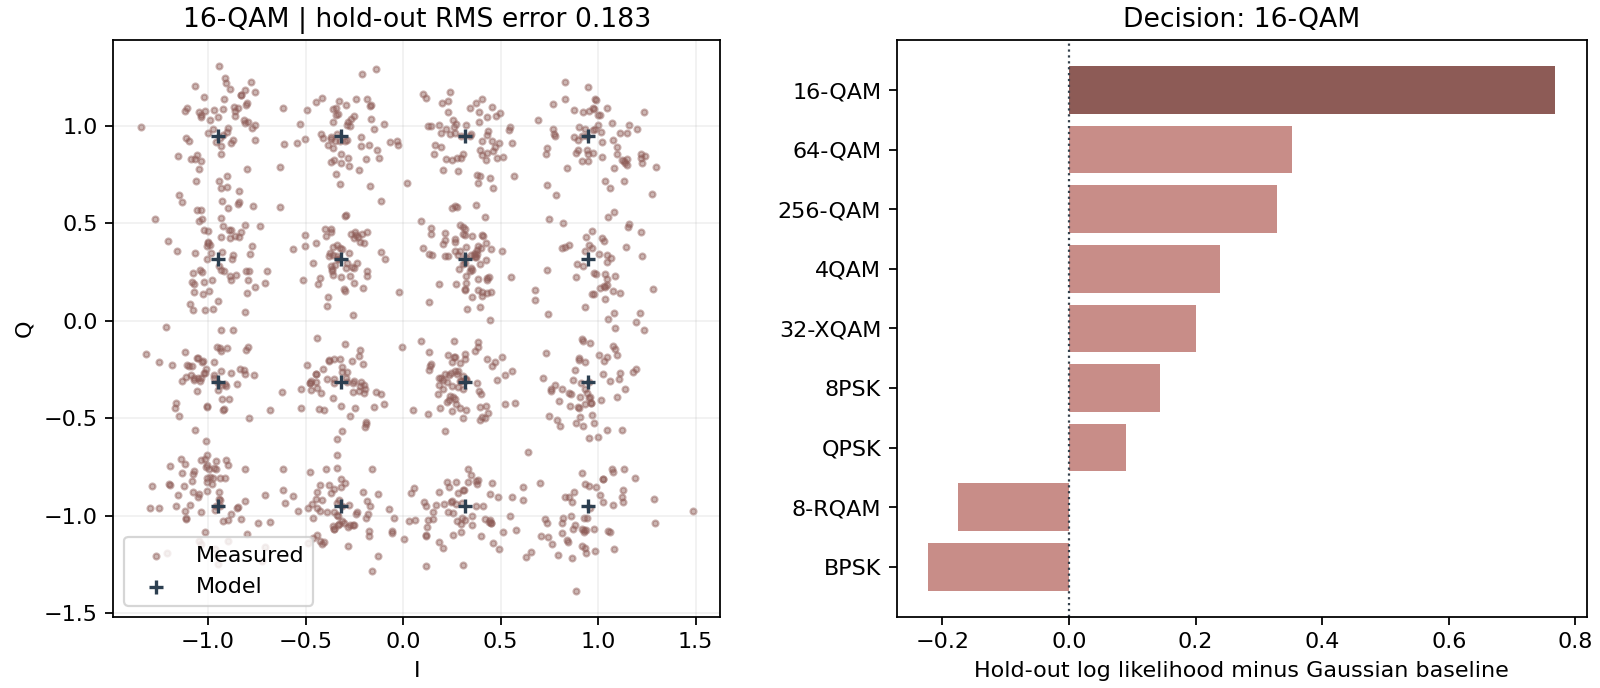 16-QAM | hold-out RMS error 0.183
Q
1.0
0.5
0.0
−0.5
−1.0
−1.5
−1.0
−0.5
0.0
0.5
1.0
1.5
I
Measured
Model
Decision: 16-QAM
16-QAM
64-QAM
256-QAM
4QAM
32-XQAM
8PSK
QPSK
8-RQAM
BPSK
−0.2
0.0
0.2
0.4
0.6
0.8
Hold-out log likelihood minus Gaussian baseline